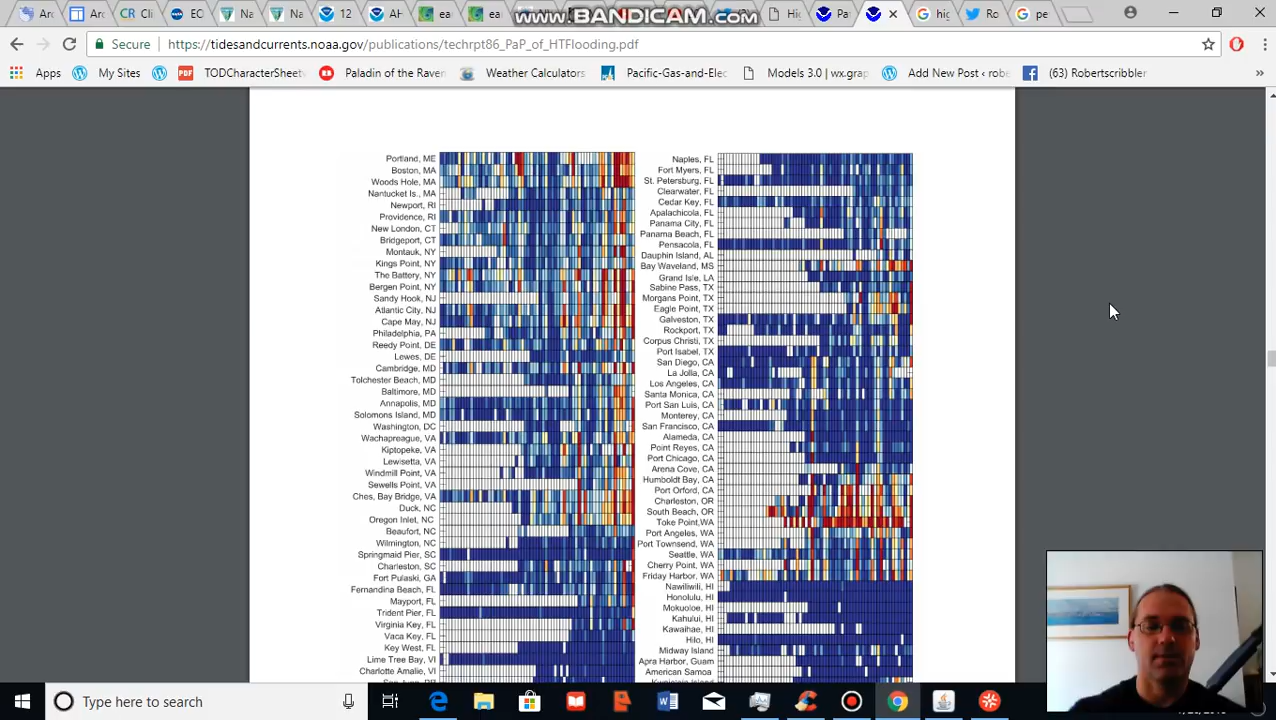 www.BANDICAM.com
CR
CO
EC
Na
Na
12
20
ea
ea
Hig
Pa
hig
pe
Secure
https://tidesandcurrents.noaa.gov/publications/techrpt86_PaP_of_HTFlooding.pdf
Apps
My Sites
TODCharacterSheets
Paladin of the Raven
Weather Calculators
Pacific-Gas-and-Elec
Models 3.0 | wx.grap
Add New Post ‹ robe
(63) Robertscribbler
»
Portland, ME
Boston, MA
Woods Hole, MA
Nantucket Is., MA
Newport, RI
Providence, RI
New London, CT
Bridgeport, CT
Montauk, NY
Kings Point, NY
The Battery, NY
Bergen Point, NY
Sandy Hook, NJ
Atlantic City, NJ
Cape May, NJ
Philadelphia, PA
Reedy Point, DE
Lewes, DE
Cambridge, MD
Tolchester Beach, MD
Baltimore, MD
Annapolis, MD
Solomons Island, MD
Washington, DC
Wachapreague, VA
Kiptopeke, VA
Lewisetta, VA
Windmill Point, VA
Sewells Point, VA
Ches, Bay Bridge, VA
Duck, NC
Oregon Inlet, NC
Beaufort, NC
Wilmington, NC
Springmaid Pier, SC
Charleston, SC
Fort Pulaski, GA
Fernandina Beach, FL
Mayport, FL
Trident Pier, FL
Virginia Key, FL
Vaca Key, FL
Key West, FL
Lime Tree Bay, VI
Charlotte Amalie, VI
Naples, FL
Fort Myers, FL
St. Petersburg, FL
Clearwater, FL
Cedar Key, FL
Apalachicola, FL
Panama City, FL
Panama Beach, FL
Pensacola, FL
Dauphin Island, AL
Bay Waveland, MS
Grand Isle, LA
Sabine Pass, TX
Morgans Point, TX
Eagle Point, TX
Galveston, TX
Rockport, TX
Corpus Christi, TX
Port Isabel, TX
San Diego, CA
La Jolla, CA
Los Angeles, CA
Santa Monica, CA
Port San Luis, CA
Monterey, CA
San Francisco, CA
Alameda, CA
Point Reyes, CA
Port Chicago, CA
Arena Cove, CA
Humboldt Bay, CA
Port Orford, CA
Charleston, OR
South Beach, OR
Toke Point,WA
Port Angeles, WA
Port Townsend, WA
Seattle, WA
Cherry Point, WA
Friday Harbor, WA
Nawiliwili, HI
Honolulu, HI
Mokuoloe, HI
Kahului, HI
Kawaihae, HI
Hilo, HI
Midway Island
Apra Harbor, Guam
American Samoa
Type here to search